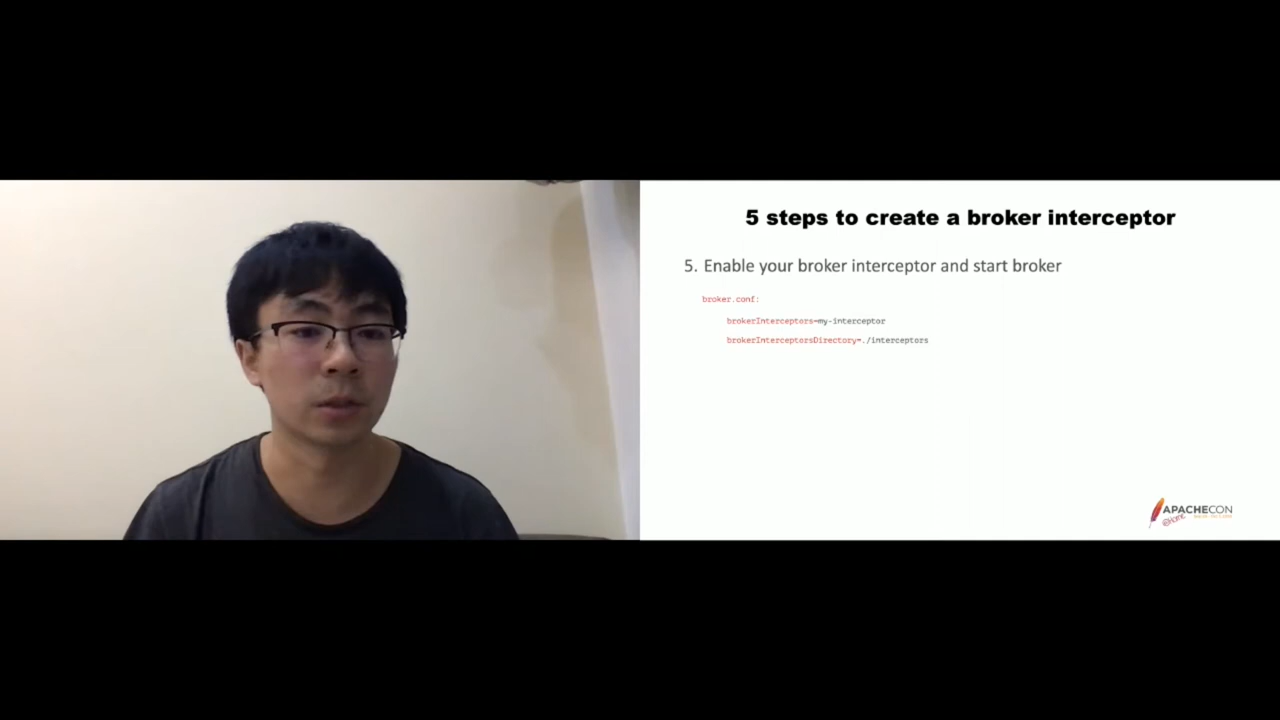 5 steps to create a broker interceptor
5. Enable your broker interceptor and start broker
broker.conf:
brokerInterceptors=my-interceptor
brokerInterceptorsDirectory=./interceptors
APACHECON
@Home